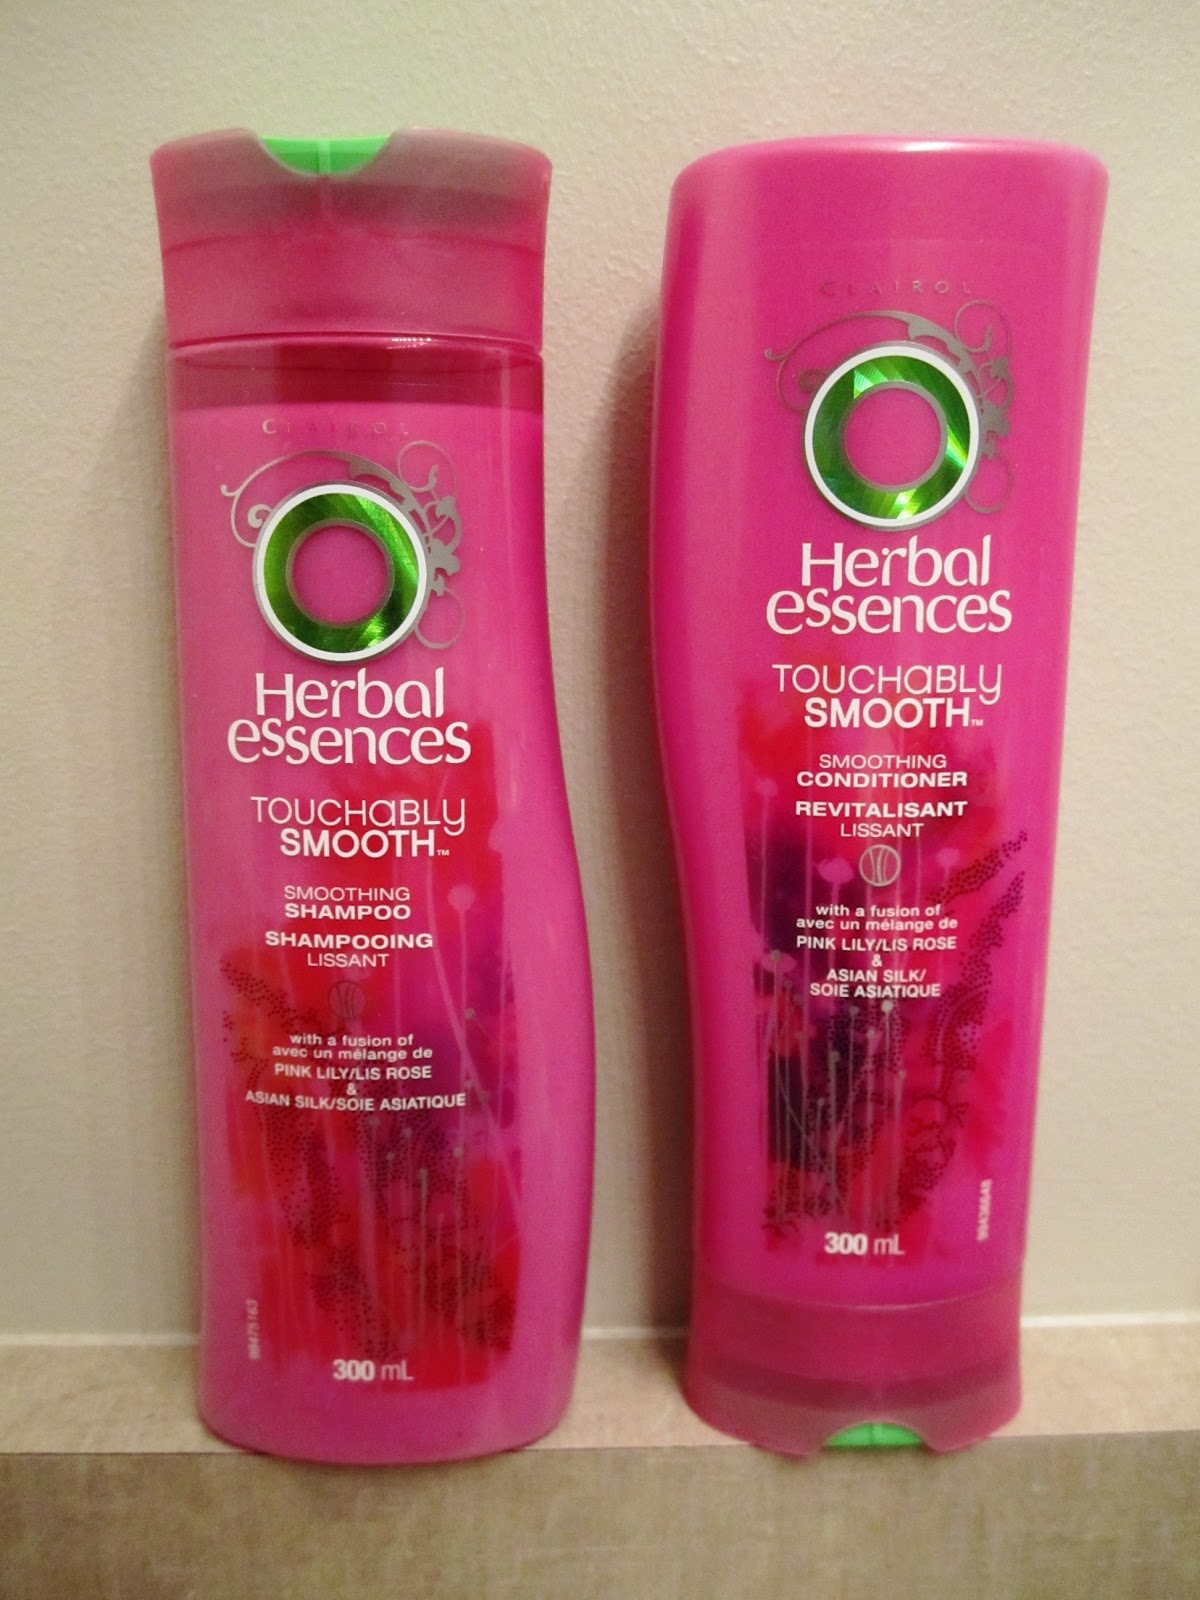 CLAIROL
Herbal
essences
TOUCHABLY
SMOOTH™
SMOOTHING
SHAMPOO
SHAMPOOING
LISSANT
with a fusion of
avec un mélange de
PINK LILY/LIS ROSE
&
ASIAN SILK/SOIE ASIATIQUE
300 mL
CLAIROL
Herbal
essences
TOUCHABLY
SMOOTH™
SMOOTHING
CONDITIONER
REVITALISANT
LISSANT
with a fusion of
avec un mélange de
PINK LILY/LIS ROSE
&
ASIAN SILK/
SOIE ASIATIQUE
300 mL